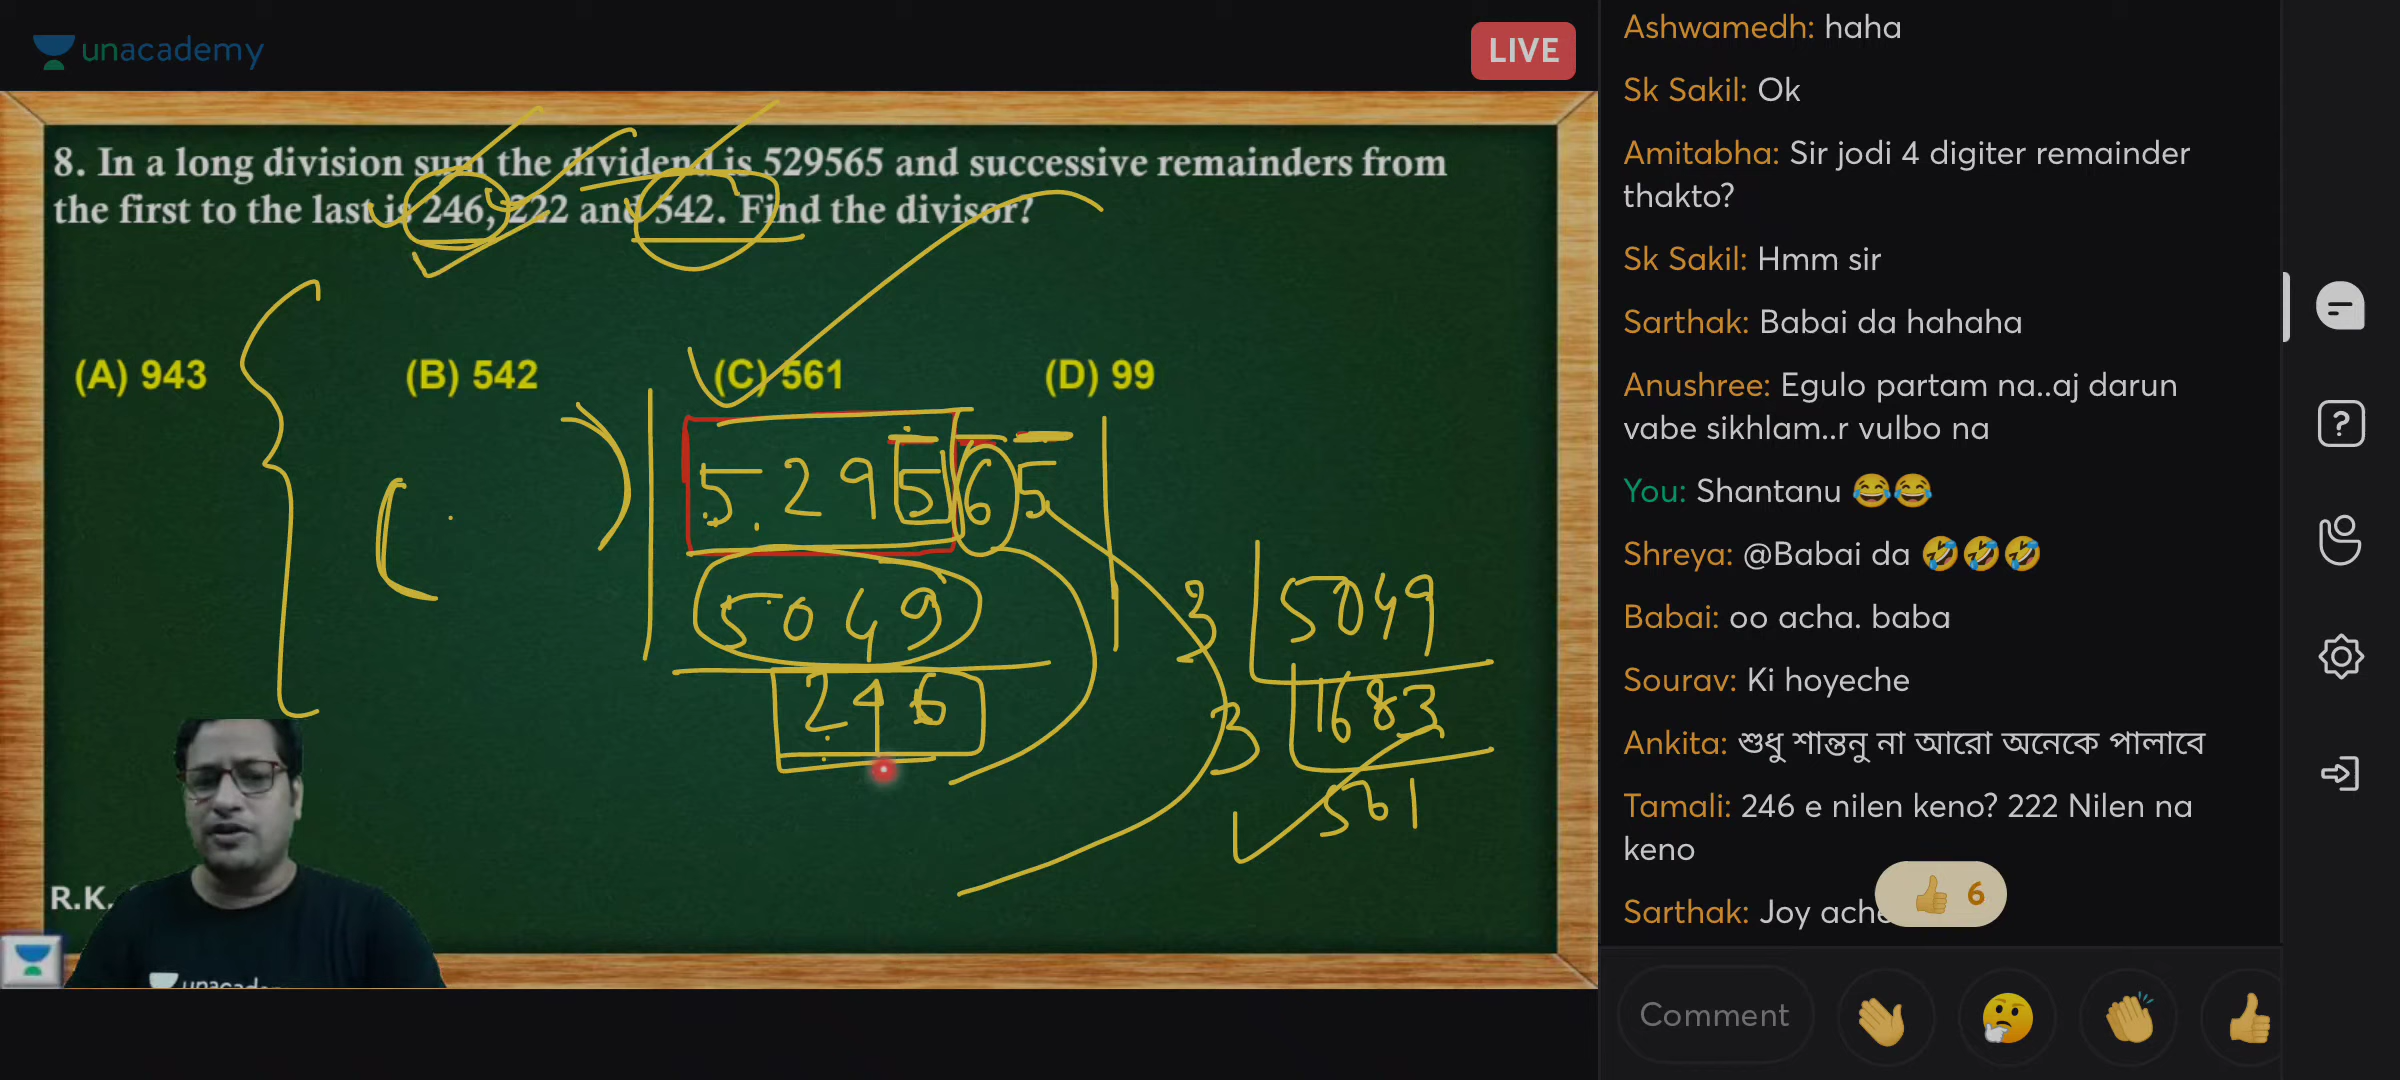 unacademy
LIVE
8. In a long division sum the dividend is 529565 and successive remainders from
the first to the last is 246, 222 and 542. Find the divisor?
(A) 943 (B) 542 (C) 561 (D) 99
529565
5049
246
3 5049
3 1683
561
R.K.
Ashwamedh: haha
Sk Sakil: Ok
Amitabha: Sir jodi 4 digiter remainder
thakto?
Sk Sakil: Hmm sir
Sarthak: Babai da hahaha
Anushree: Egulo partam na..aj darun
vabe sikhlam..r vulbo na
You: Shantanu 😂😂
Shreya: @Babai da 🤣🤣🤣
Babai: oo acha. baba
Sourav: Ki hoyeche
Ankita: শুধু শান্তনু না আরো অনেকে পালাবে
Tamali: 246 e nilen keno? 222 Nilen na
keno
Sarthak: Joy ache
👍 6
Comment